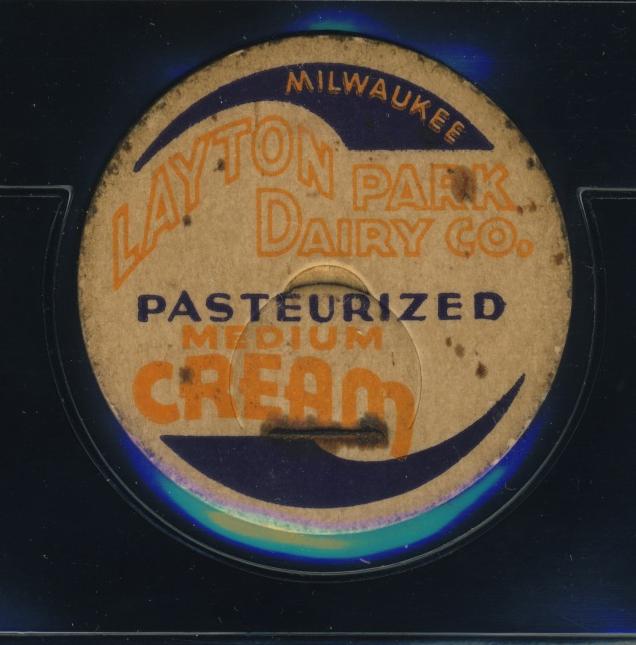 MILWAUKEE
LAYTON PARK
DAIRY CO.
PASTEURIZED
MEDIUM
CREAM